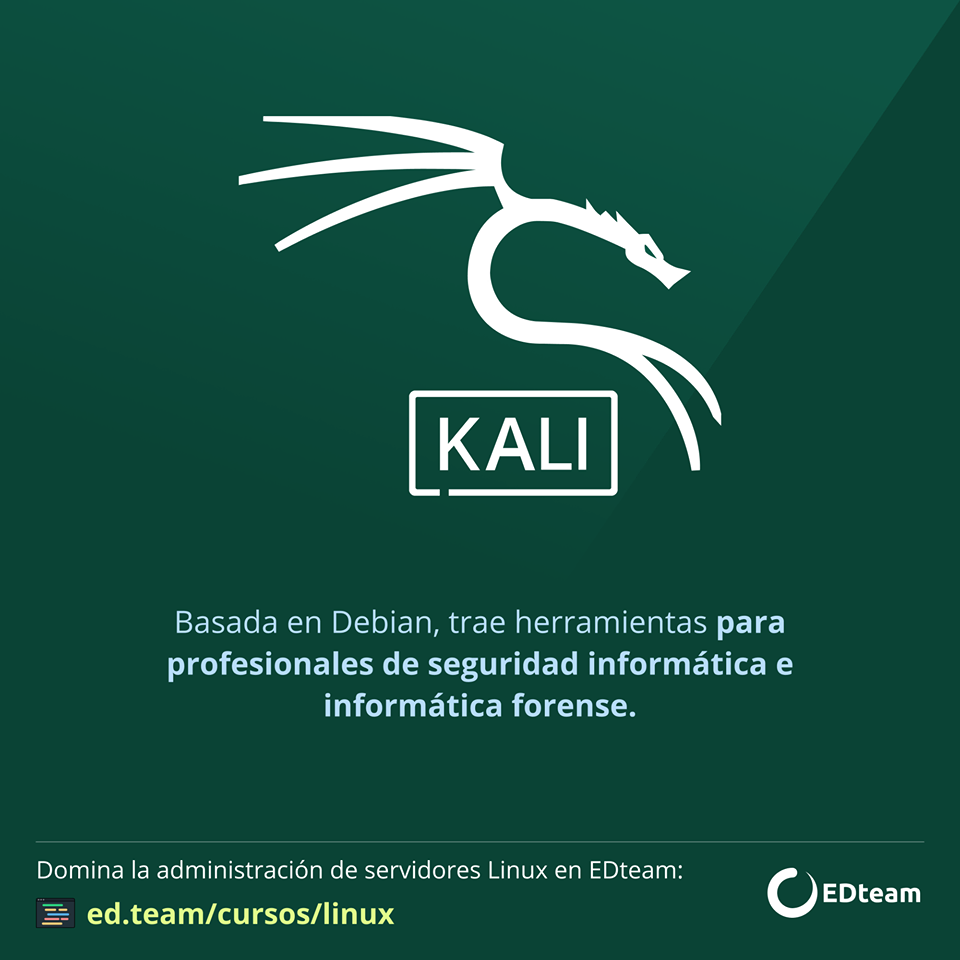 KALI
Basada en Debian, trae herramientas para
profesionales de seguridad informática e
informática forense.
Domina la administración de servidores Linux en EDteam:
ed.team/cursos/linux
EDteam